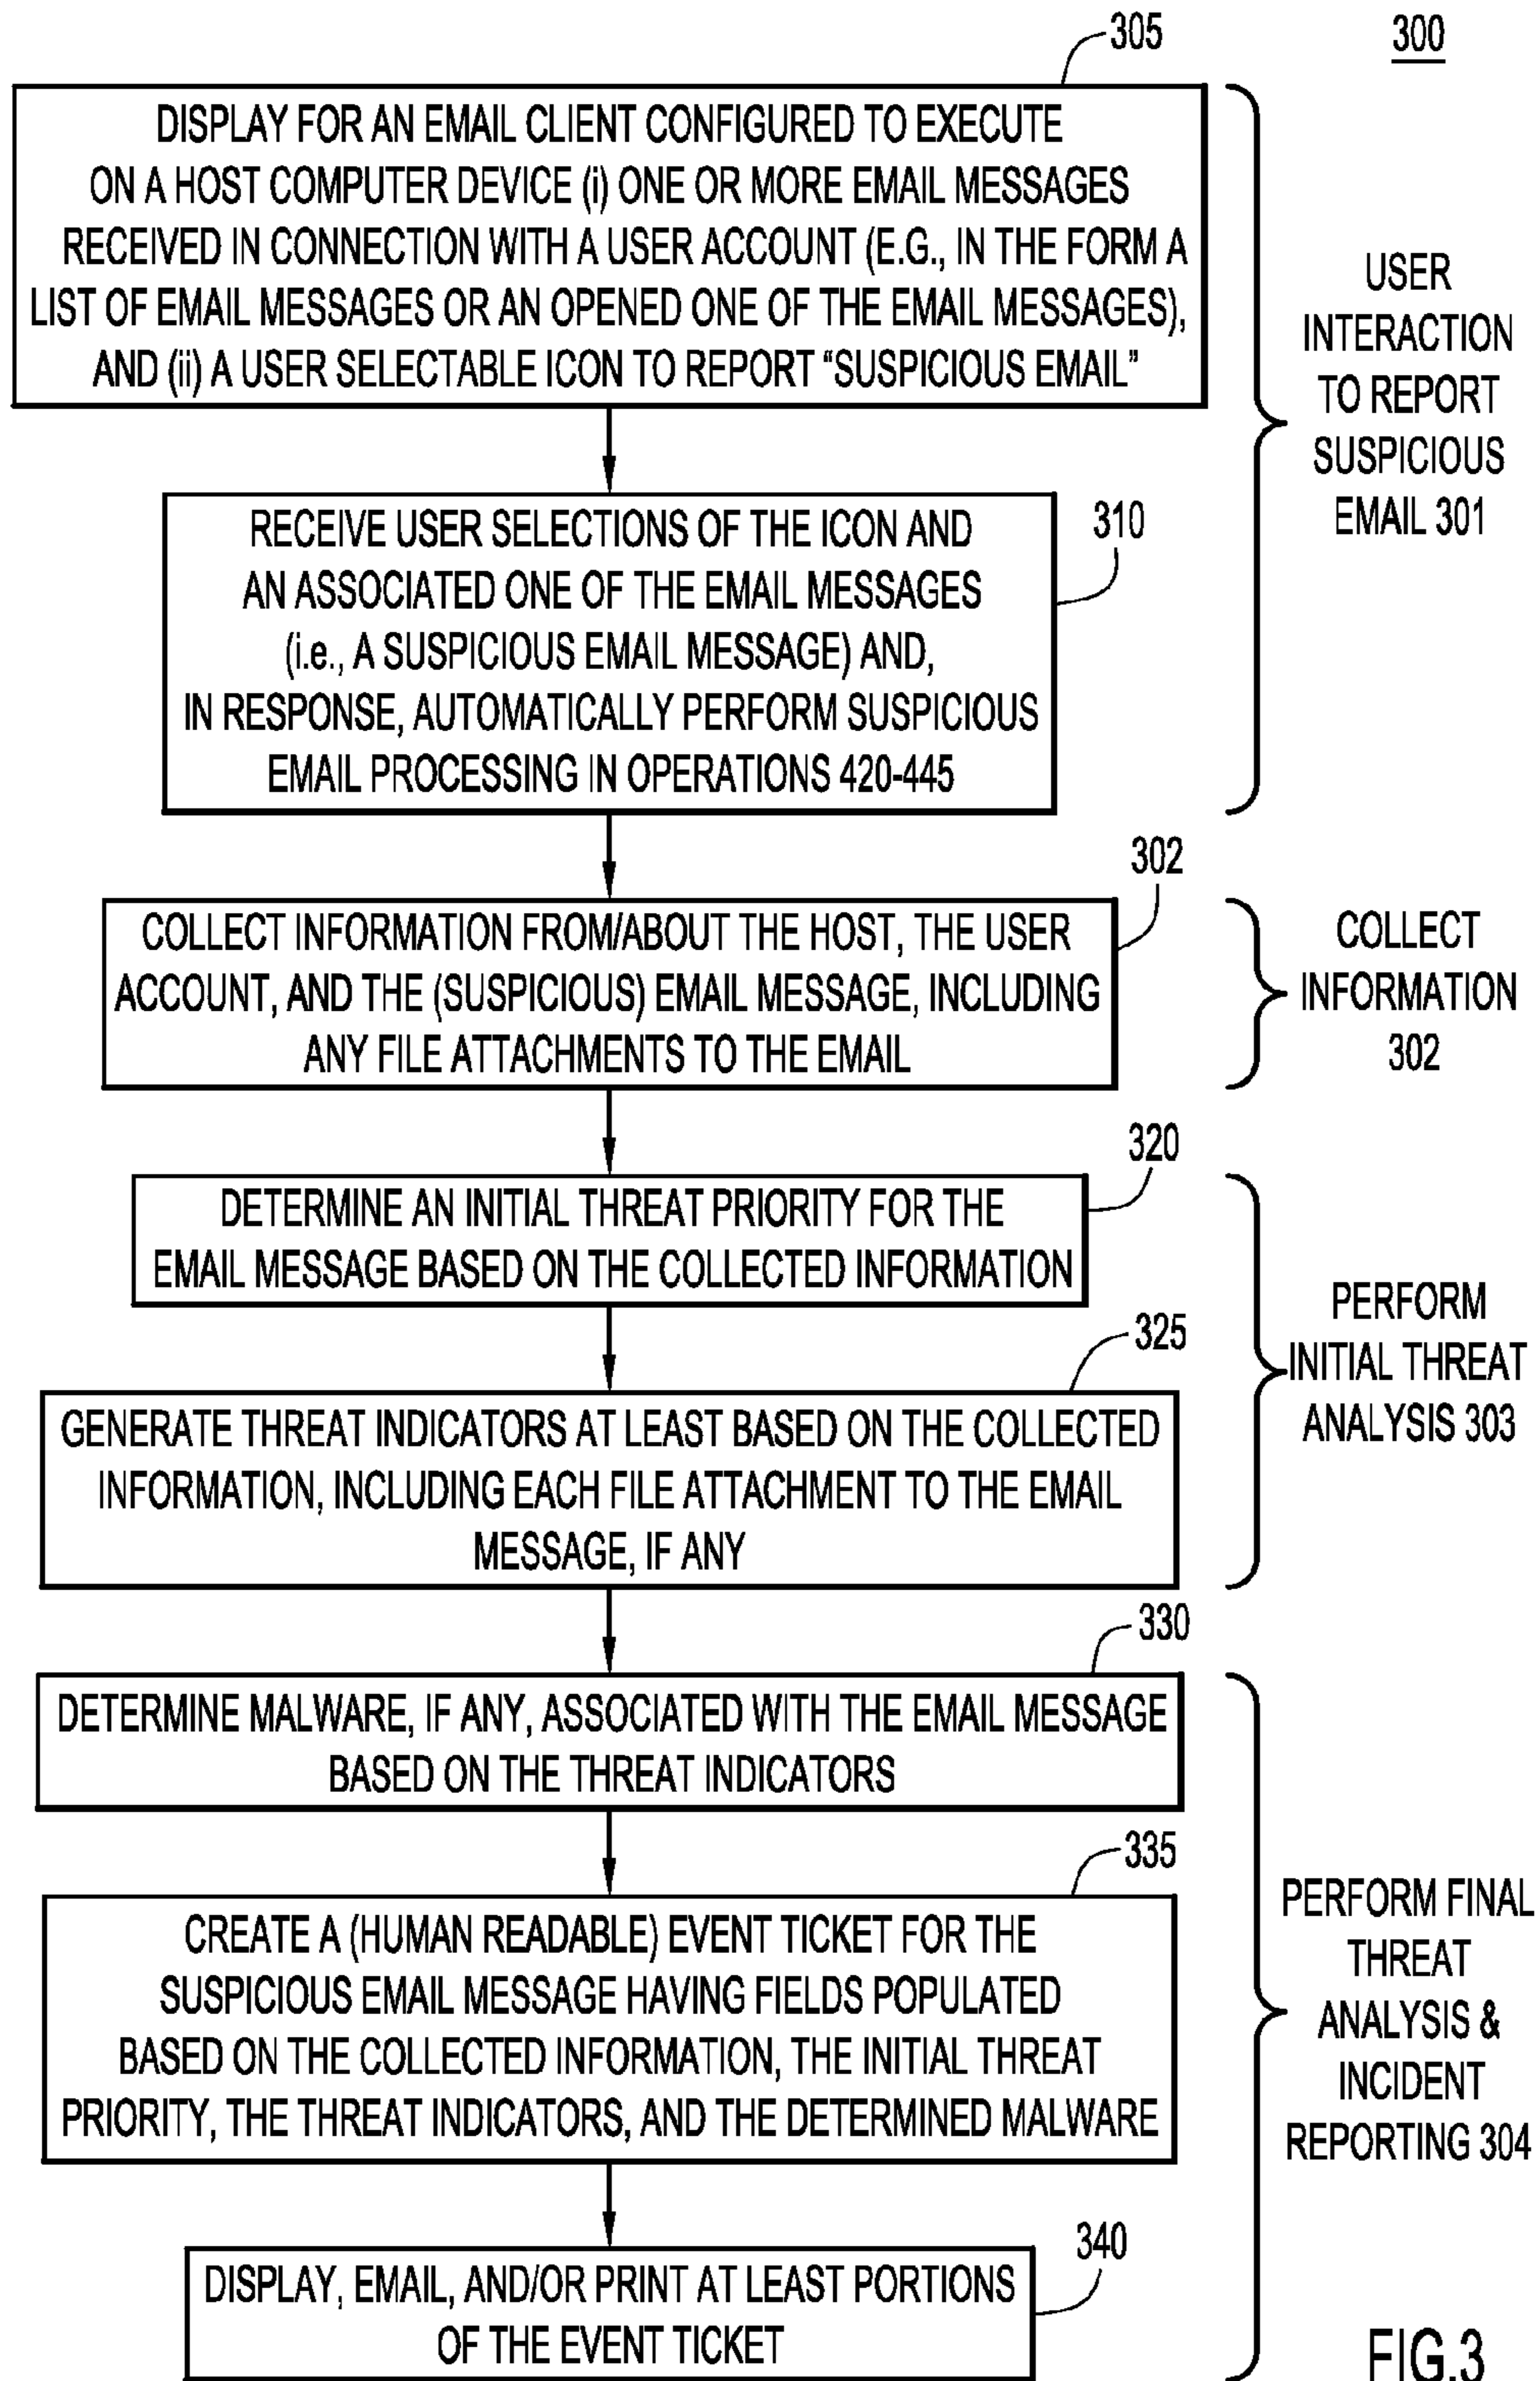 300
305
DISPLAY FOR AN EMAIL CLIENT CONFIGURED TO EXECUTE
ON A HOST COMPUTER DEVICE (i) ONE OR MORE EMAIL MESSAGES
RECEIVED IN CONNECTION WITH A USER ACCOUNT (E.G., IN THE FORM A
LIST OF EMAIL MESSAGES OR AN OPENED ONE OF THE EMAIL MESSAGES),
AND (ii) A USER SELECTABLE ICON TO REPORT “SUSPICIOUS EMAIL”
USER
INTERACTION
TO REPORT
SUSPICIOUS
EMAIL 301
310
RECEIVE USER SELECTIONS OF THE ICON AND
AN ASSOCIATED ONE OF THE EMAIL MESSAGES
(i.e., A SUSPICIOUS EMAIL MESSAGE) AND,
IN RESPONSE, AUTOMATICALLY PERFORM SUSPICIOUS
EMAIL PROCESSING IN OPERATIONS 420-445
302
COLLECT INFORMATION FROM/ABOUT THE HOST, THE USER
ACCOUNT, AND THE (SUSPICIOUS) EMAIL MESSAGE, INCLUDING
ANY FILE ATTACHMENTS TO THE EMAIL
COLLECT
INFORMATION
302
320
DETERMINE AN INITIAL THREAT PRIORITY FOR THE
EMAIL MESSAGE BASED ON THE COLLECTED INFORMATION
PERFORM
INITIAL THREAT
ANALYSIS 303
325
GENERATE THREAT INDICATORS AT LEAST BASED ON THE COLLECTED
INFORMATION, INCLUDING EACH FILE ATTACHMENT TO THE EMAIL
MESSAGE, IF ANY
330
DETERMINE MALWARE, IF ANY, ASSOCIATED WITH THE EMAIL MESSAGE
BASED ON THE THREAT INDICATORS
335
CREATE A (HUMAN READABLE) EVENT TICKET FOR THE
SUSPICIOUS EMAIL MESSAGE HAVING FIELDS POPULATED
BASED ON THE COLLECTED INFORMATION, THE INITIAL THREAT
PRIORITY, THE THREAT INDICATORS, AND THE DETERMINED MALWARE
PERFORM FINAL
THREAT
ANALYSIS &
INCIDENT
REPORTING 304
340
DISPLAY, EMAIL, AND/OR PRINT AT LEAST PORTIONS
OF THE EVENT TICKET
FIG.3